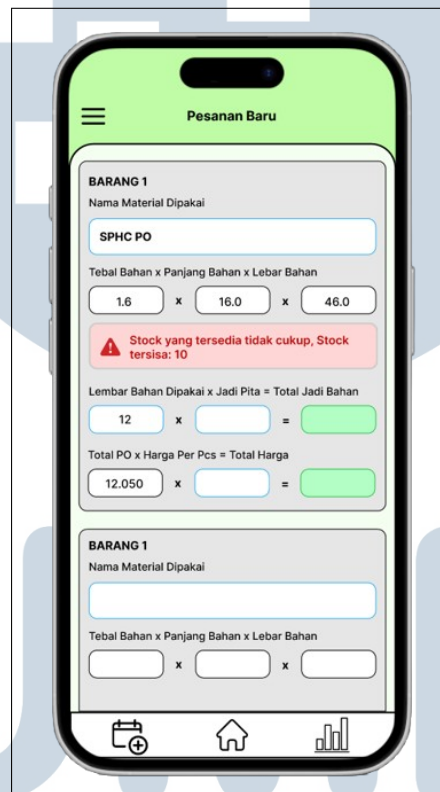 Pesanan Baru
BARANG 1
Nama Material Dipakai
SPHC PO
Tebal Bahan x Panjang Bahan x Lebar Bahan
1.6 x 16.0 x 46.0
Stock yang tersedia tidak cukup, Stock
tersisa: 10
Lembar Bahan Dipakai x Jadi Pita = Total Jadi Bahan
12 x =
Total PO x Harga Per Pcs = Total Harga
12.050 x =
BARANG 1
Nama Material Dipakai
Tebal Bahan x Panjang Bahan x Lebar Bahan
x x